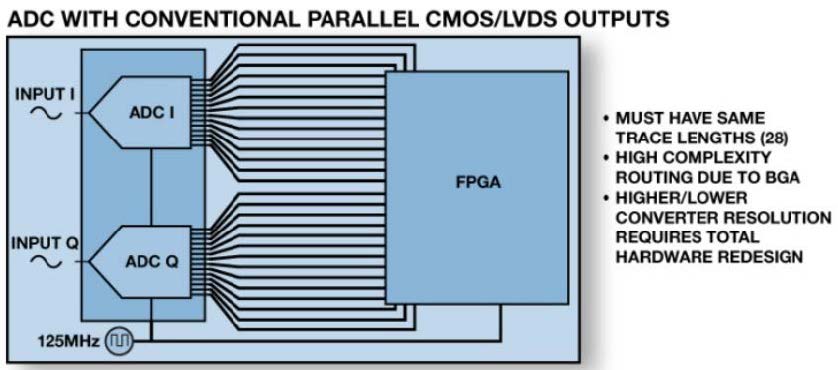 ADC WITH CONVENTIONAL PARALLEL CMOS/LVDS OUTPUTS
INPUT I
ADC I
FPGA
INPUT Q
ADC Q
125MHz
• MUST HAVE SAME
TRACE LENGTHS (28)
• HIGH COMPLEXITY
ROUTING DUE TO BGA
• HIGHER/LOWER
CONVERTER RESOLUTION
REQUIRES TOTAL
HARDWARE REDESIGN